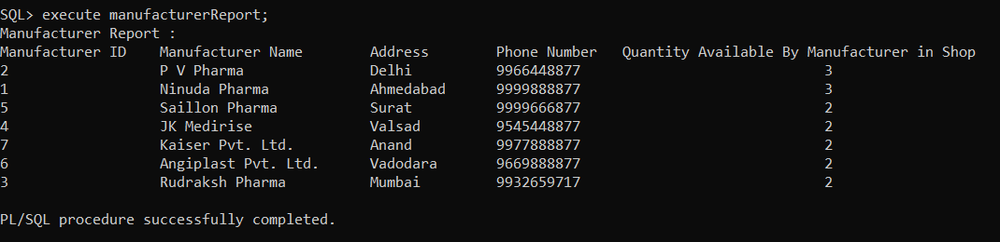 SQL> execute manufacturerReport;
Manufacturer Report :
Manufacturer ID    Manufacturer Name        Address        Phone Number   Quantity Available By Manufacturer in Shop
2                  P V Pharma               Delhi          9966448877                             3
1                  Ninuda Pharma            Ahmedabad      9999888877                             3
5                  Saillon Pharma           Surat          9999666877                             2
4                  JK Medirise              Valsad         9545448877                             2
7                  Kaiser Pvt. Ltd.         Anand          9977888877                             2
6                  Angiplast Pvt. Ltd.      Vadodara       9669888877                             2
3                  Rudraksh Pharma          Mumbai         9932659717                             2
PL/SQL procedure successfully completed.